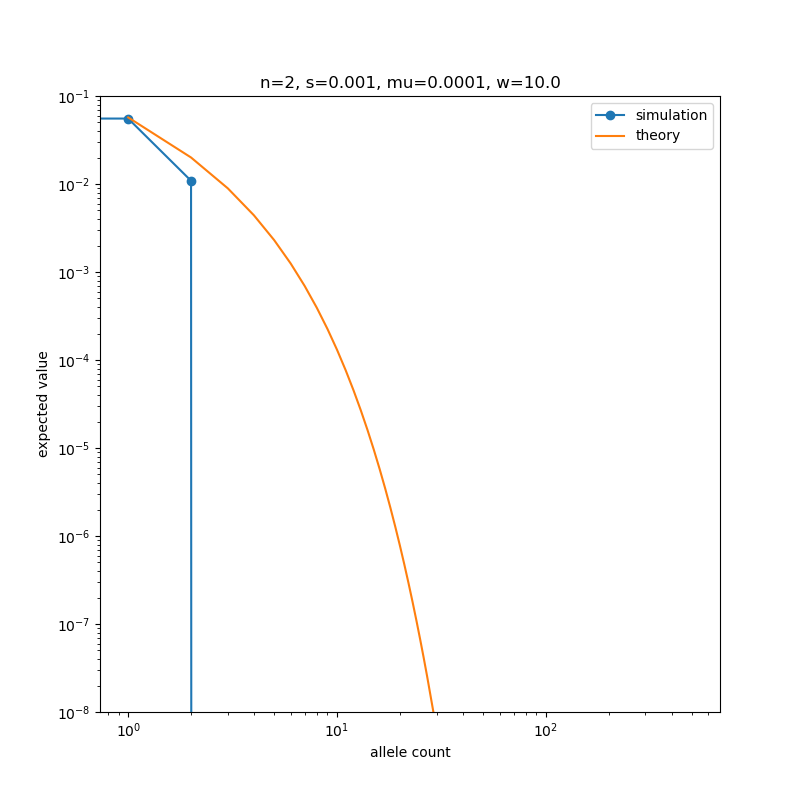 n=2, s=0.001, mu=0.0001, w=10.0
simulation
theory
10⁻¹
10⁻²
10⁻³
10⁻⁴
10⁻⁵
10⁻⁶
10⁻⁷
10⁻⁸
expected value
10⁰
10¹
10²
allele count